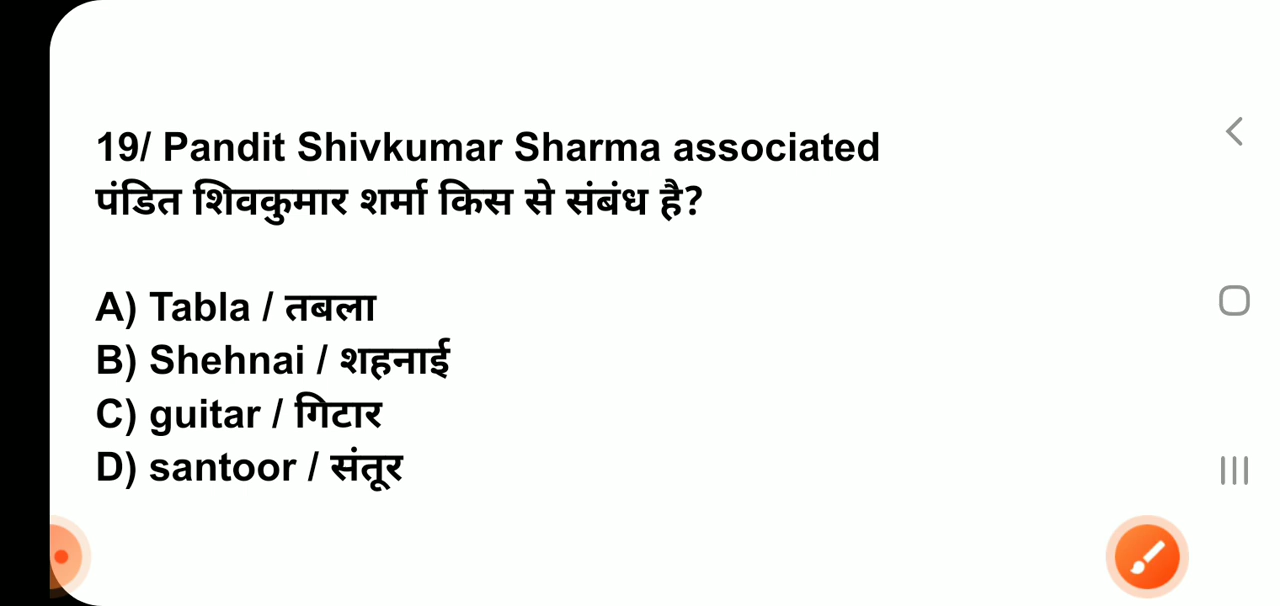 19/ Pandit Shivkumar Sharma associated
पंडित शिवकुमार शर्मा किस से संबंध है?
A) Tabla / तबला
B) Shehnai / शहनाई
C) guitar / गिटार
D) santoor / संतूर